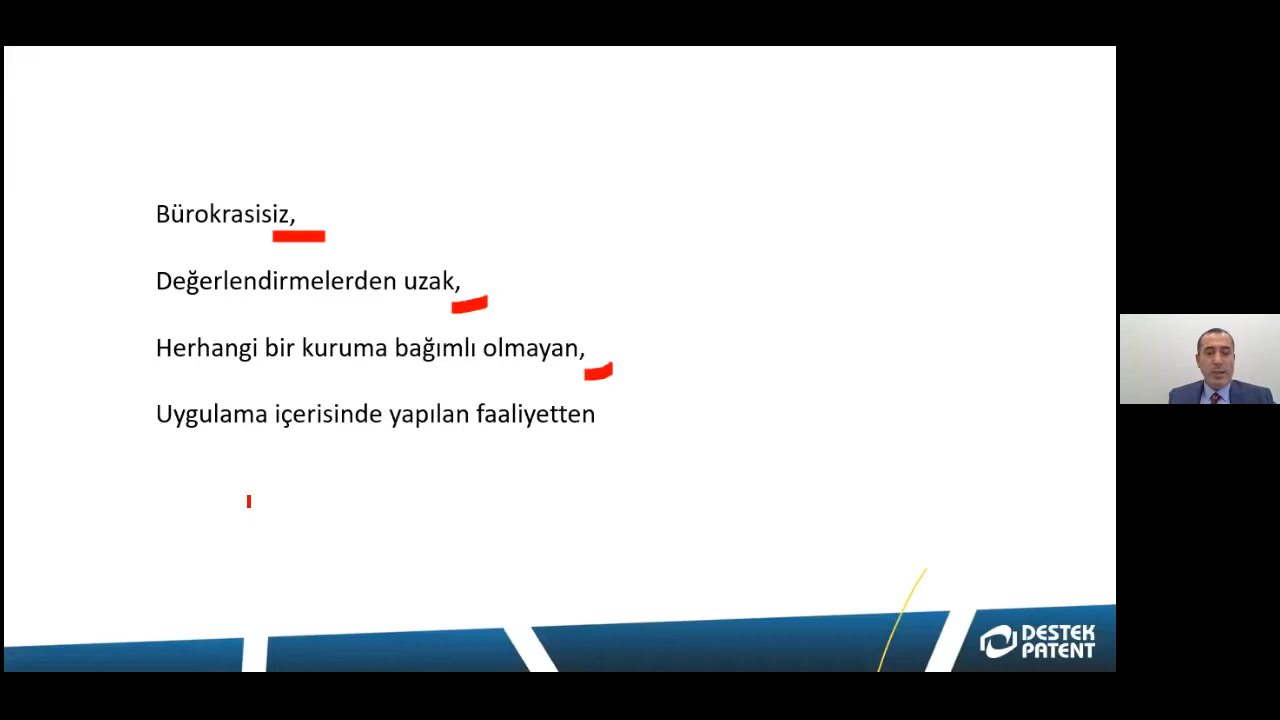 Bürokrasisiz,
Değerlendirmelerden uzak,
Herhangi bir kuruma bağımlı olmayan,
Uygulama içerisinde yapılan faaliyetten
DESTEK
PATENT